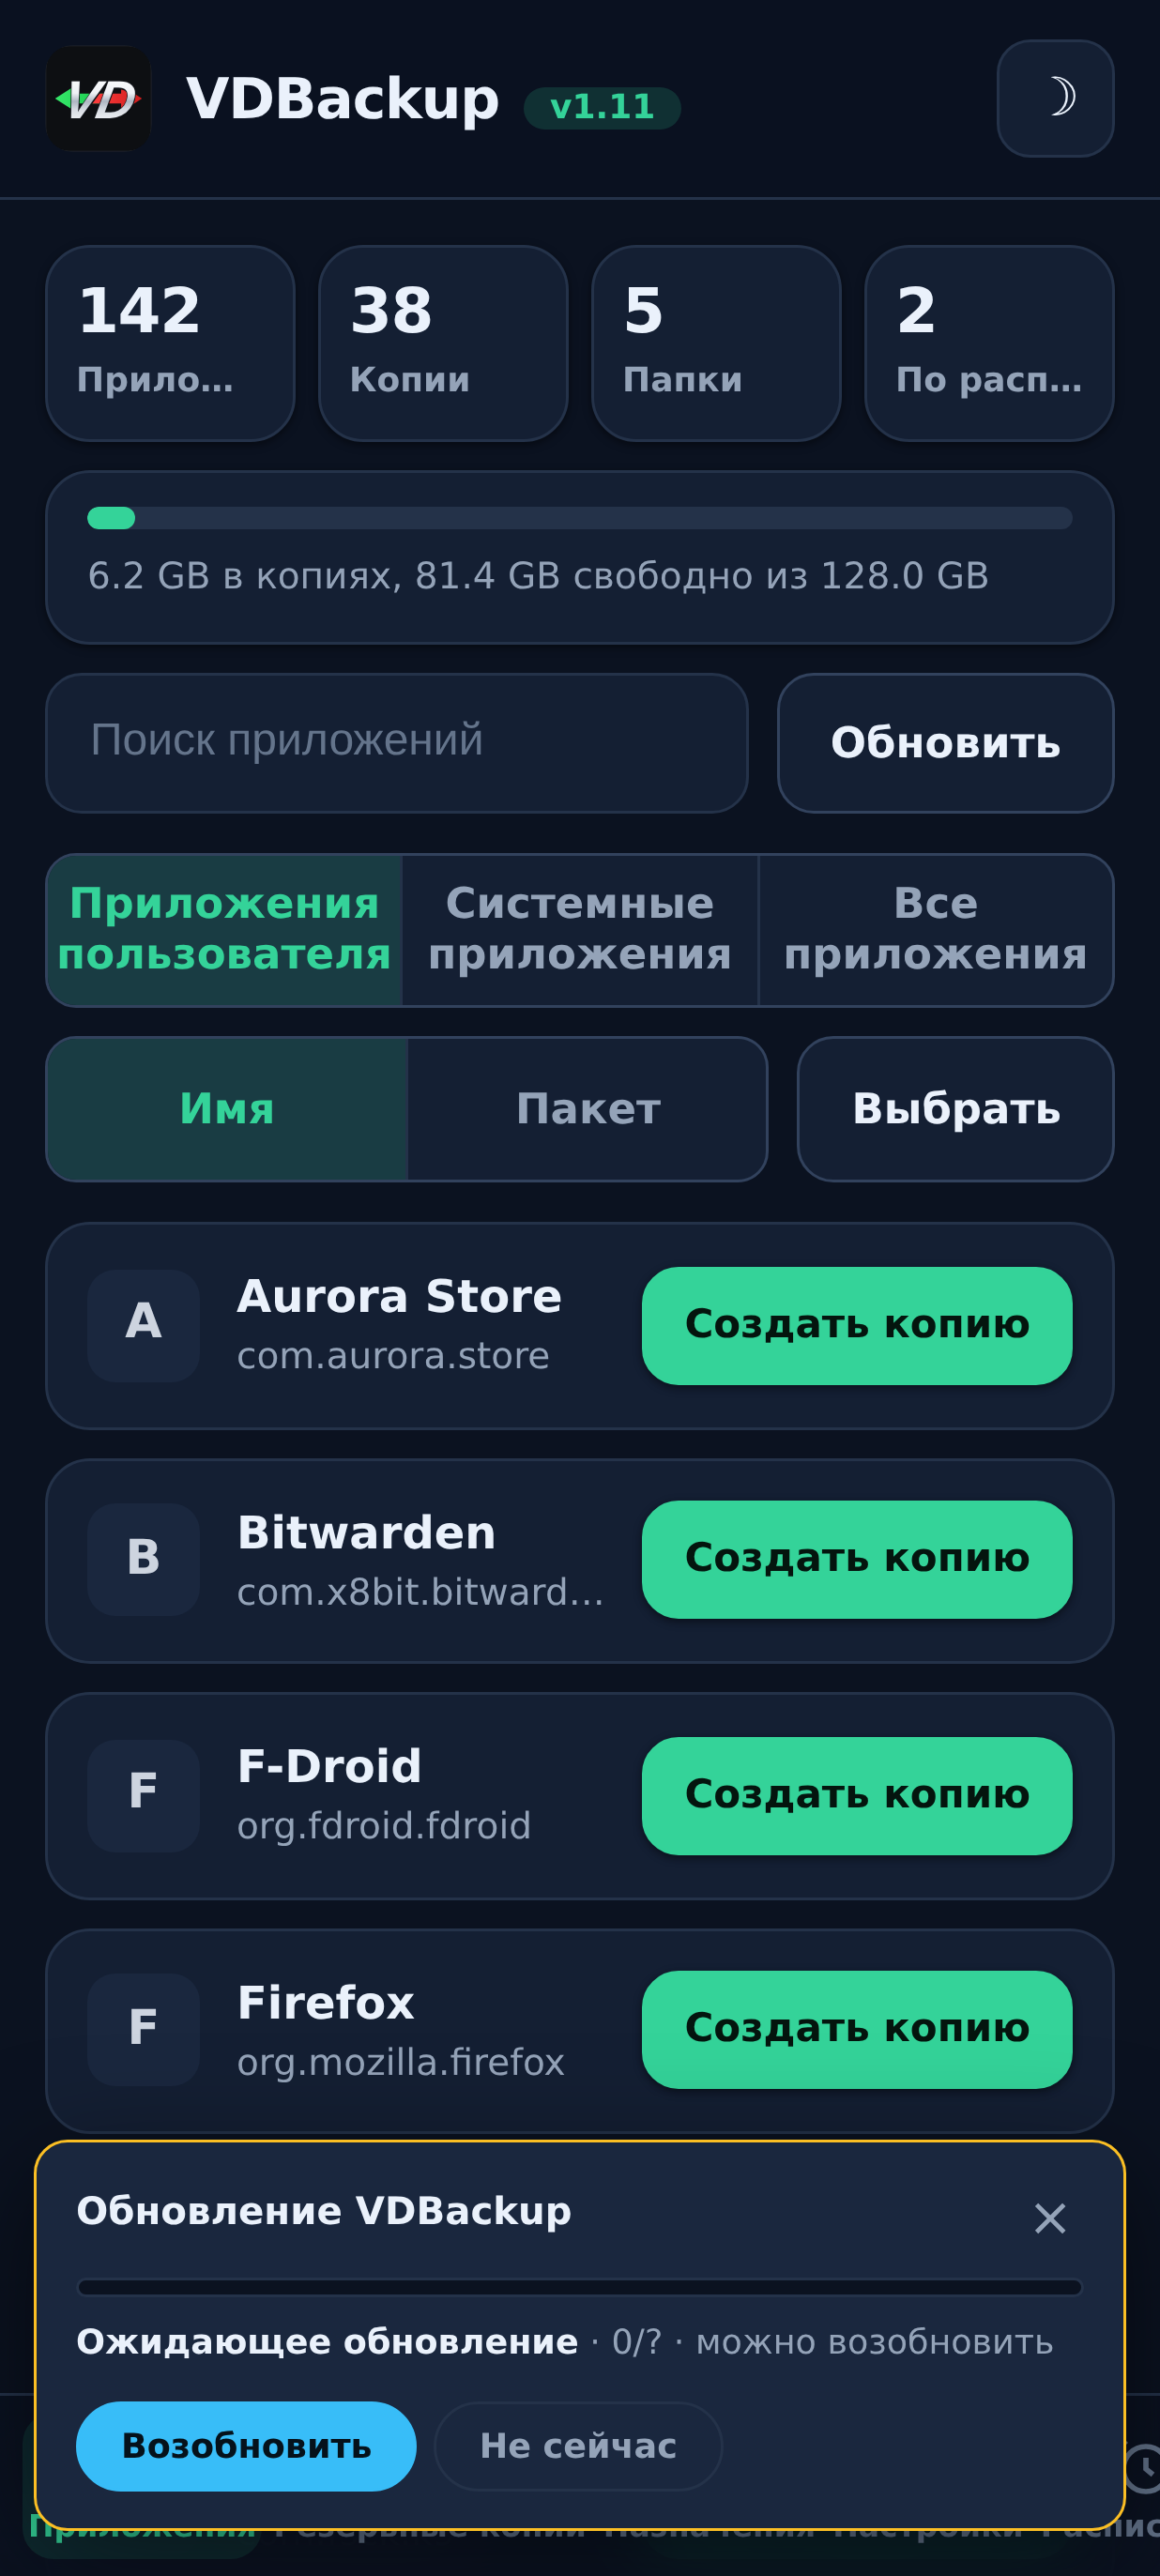 VD
VDBackup v1.11
142
Прило...
38
Копии
5
Папки
2
По расп...
6.2 GB в копиях, 81.4 GB свободно из 128.0 GB
Поиск приложений
Обновить
Приложения
пользователя
Системные
приложения
Все
приложения
Имя
Пакет
Выбрать
A
Aurora Store
com.aurora.store
Создать копию
B
Bitwarden
com.x8bit.bitward...
Создать копию
F
F-Droid
org.fdroid.fdroid
Создать копию
F
Firefox
org.mozilla.firefox
Создать копию
Обновление VDBackup
×
Ожидающее обновление · 0/? · можно возобновить
Возобновить
Не сейчас